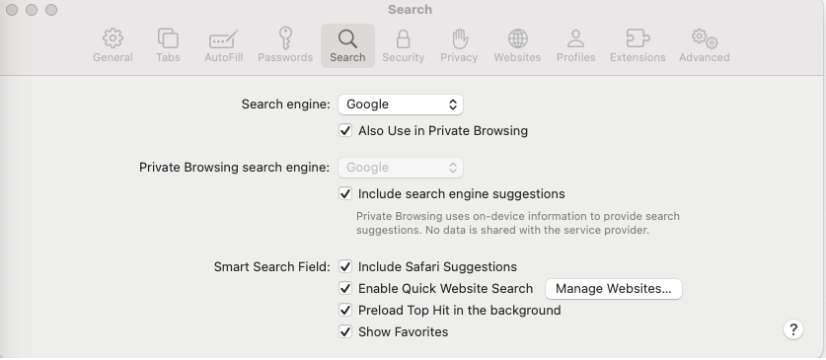 Search
General Tabs AutoFill Passwords Search Security Privacy Websites Profiles Extensions Advanced
Search engine: Google
Also Use in Private Browsing
Private Browsing search engine: Google
Include search engine suggestions
Private Browsing uses on-device information to provide search
suggestions. No data is shared with the service provider.
Smart Search Field: Include Safari Suggestions
Enable Quick Website Search Manage Websites...
Preload Top Hit in the background
Show Favorites
?